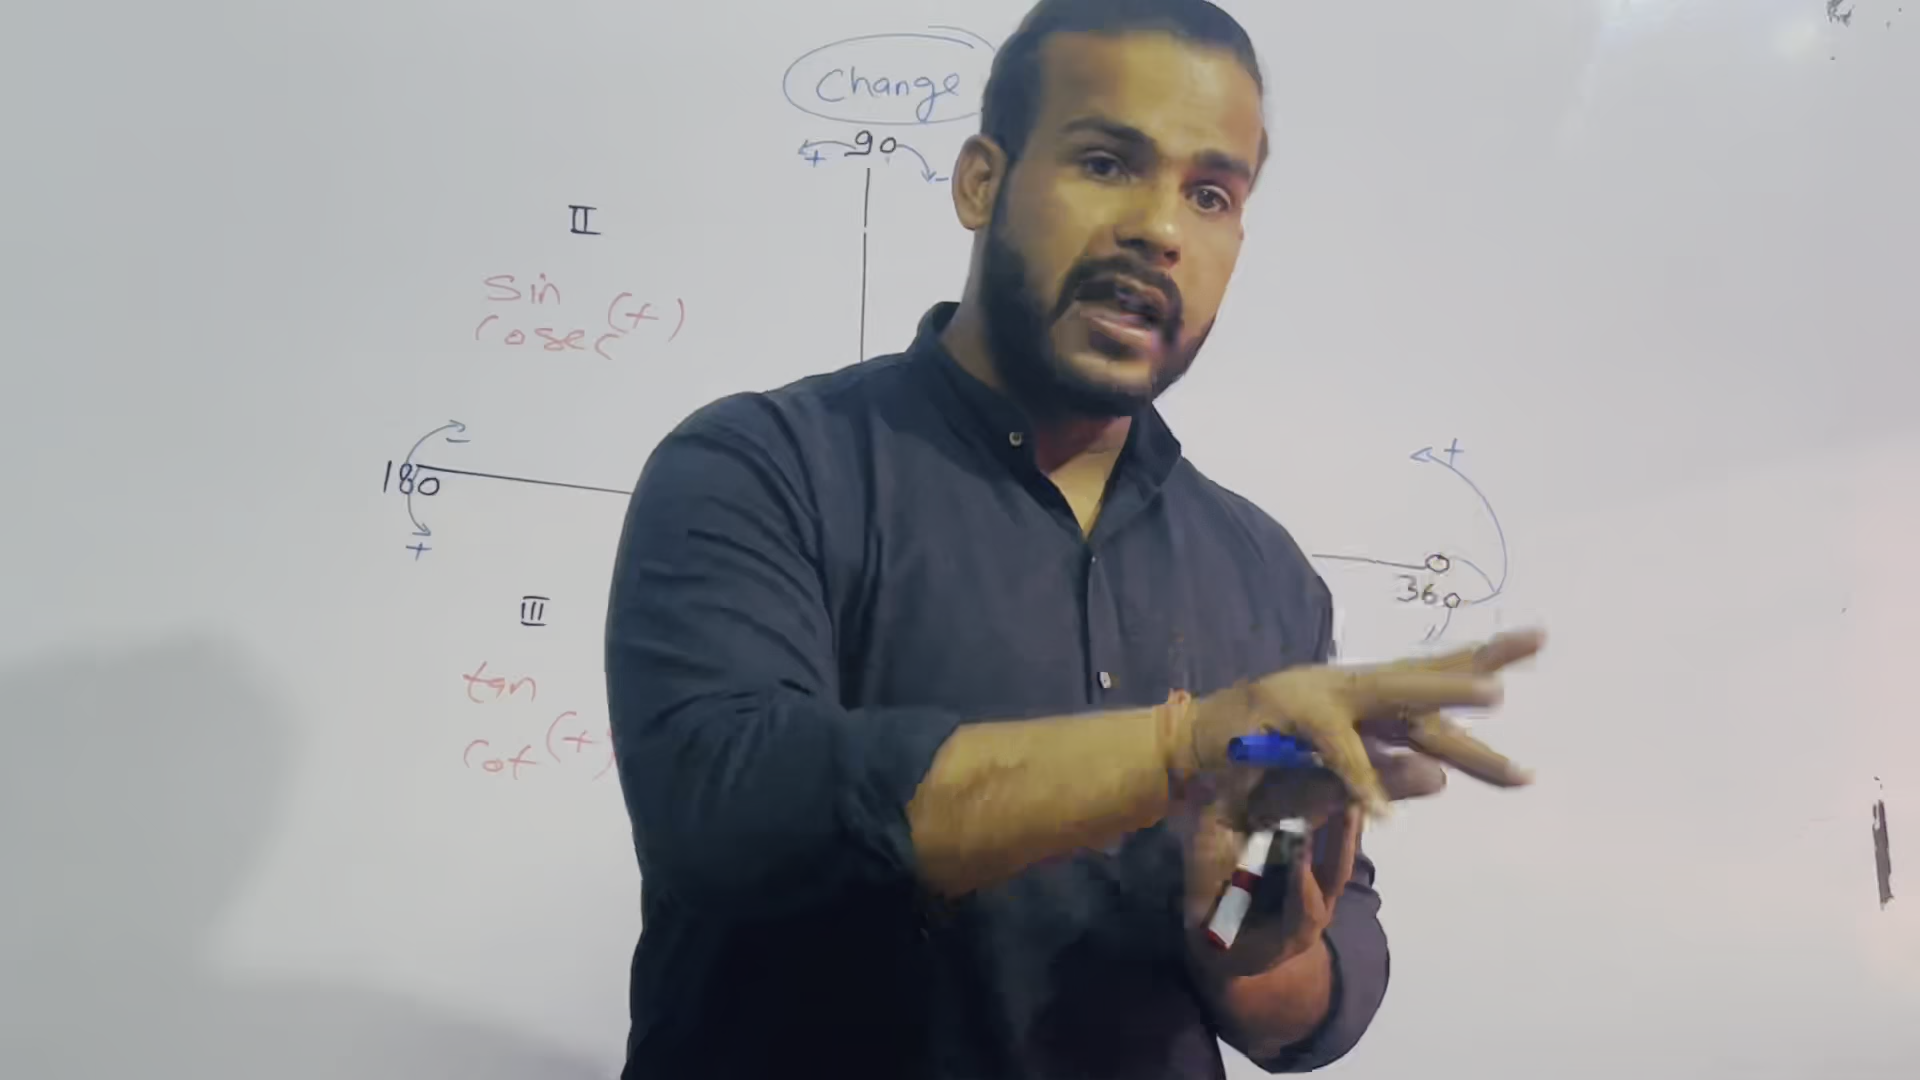 Change
+ 90 -
II
sin
cosec (+)
-
180
+
+
0
360
III
tan
cot (+)